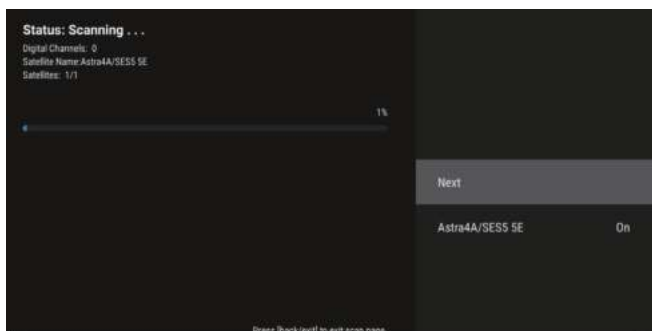 Status: Scanning . . .
Digital Channels: 0
Satellite Name:Astra4A/SES5 5E
Satellites: 1/1
1%
Next
Astra4A/SES5 5E On
Press [back/exit] to exit scan page